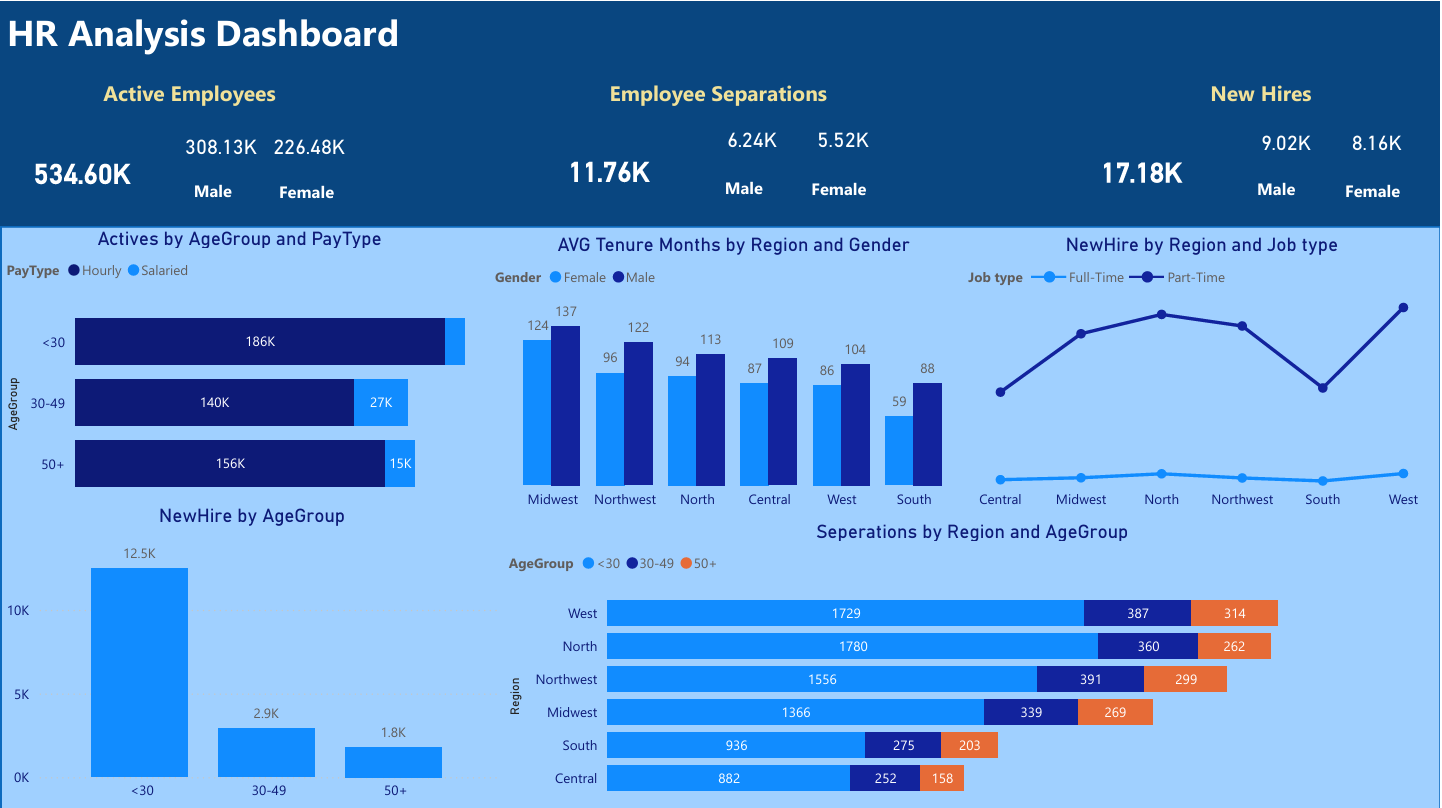 HR Analysis Dashboard
Active Employees
534.60K
308.13K 226.48K
Male Female
Employee Separations
11.76K
6.24K 5.52K
Male Female
New Hires
17.18K
9.02K 8.16K
Male Female
Actives by AgeGroup and PayType
PayType Hourly Salaried
AgeGroup
<30 186K
30-49 140K 27K
50+ 156K 15K
AVG Tenure Months by Region and Gender
Gender Female Male
124 137 96 122 94 113 87 109 86 104 59 88
Midwest Northwest North Central West South
NewHire by Region and Job type
Job type Full-Time Part-Time
Central Midwest North Northwest South West
NewHire by AgeGroup
12.5K
10K
5K
2.9K
1.8K
0K
<30 30-49 50+
Seperations by Region and AgeGroup
AgeGroup <30 30-49 50+
Region
West 1729 387 314
North 1780 360 262
Northwest 1556 391 299
Midwest 1366 339 269
South 936 275 203
Central 882 252 158